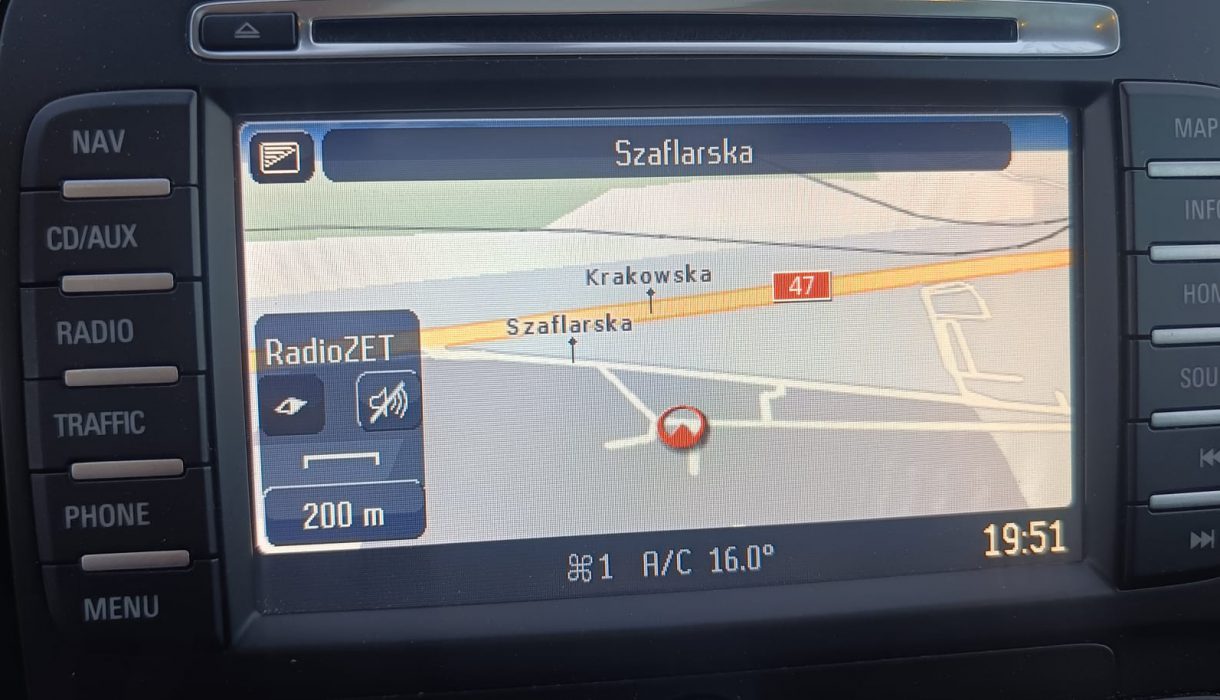 NAV
CD/AUX
RADIO
TRAFFIC
PHONE
MENU
Szaflarska
Krakowska
47
Szaflarska
RadioZET
200 m
1 A/C 16.0°
19:51
MAP
INFO
HOM
SOU